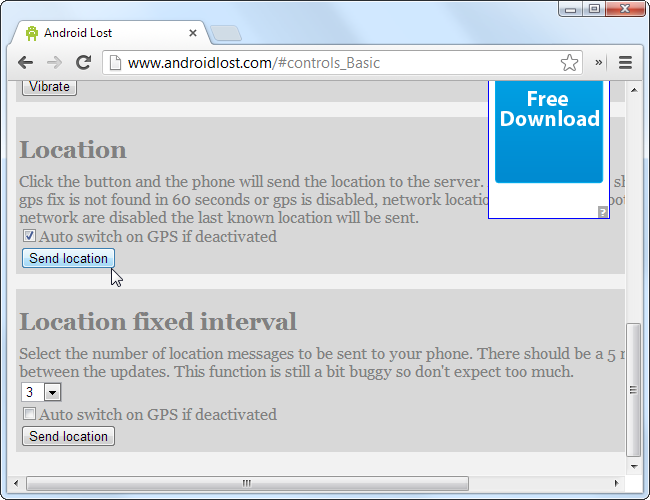 Android Lost
www.androidlost.com/#controls_Basic
Vibrate
Free
Download
Location
Click the button and the phone will send the location to the server.
gps fix is not found in 60 seconds or gps is disabled, network
network are disabled the last known location will be sent.
Auto switch on GPS if deactivated
Send location
Location fixed interval
Select the number of location messages to be sent to your phone. There should be a 5
between the updates. This function is still a bit buggy so don't expect too much.
3
Auto switch on GPS if deactivated
Send location